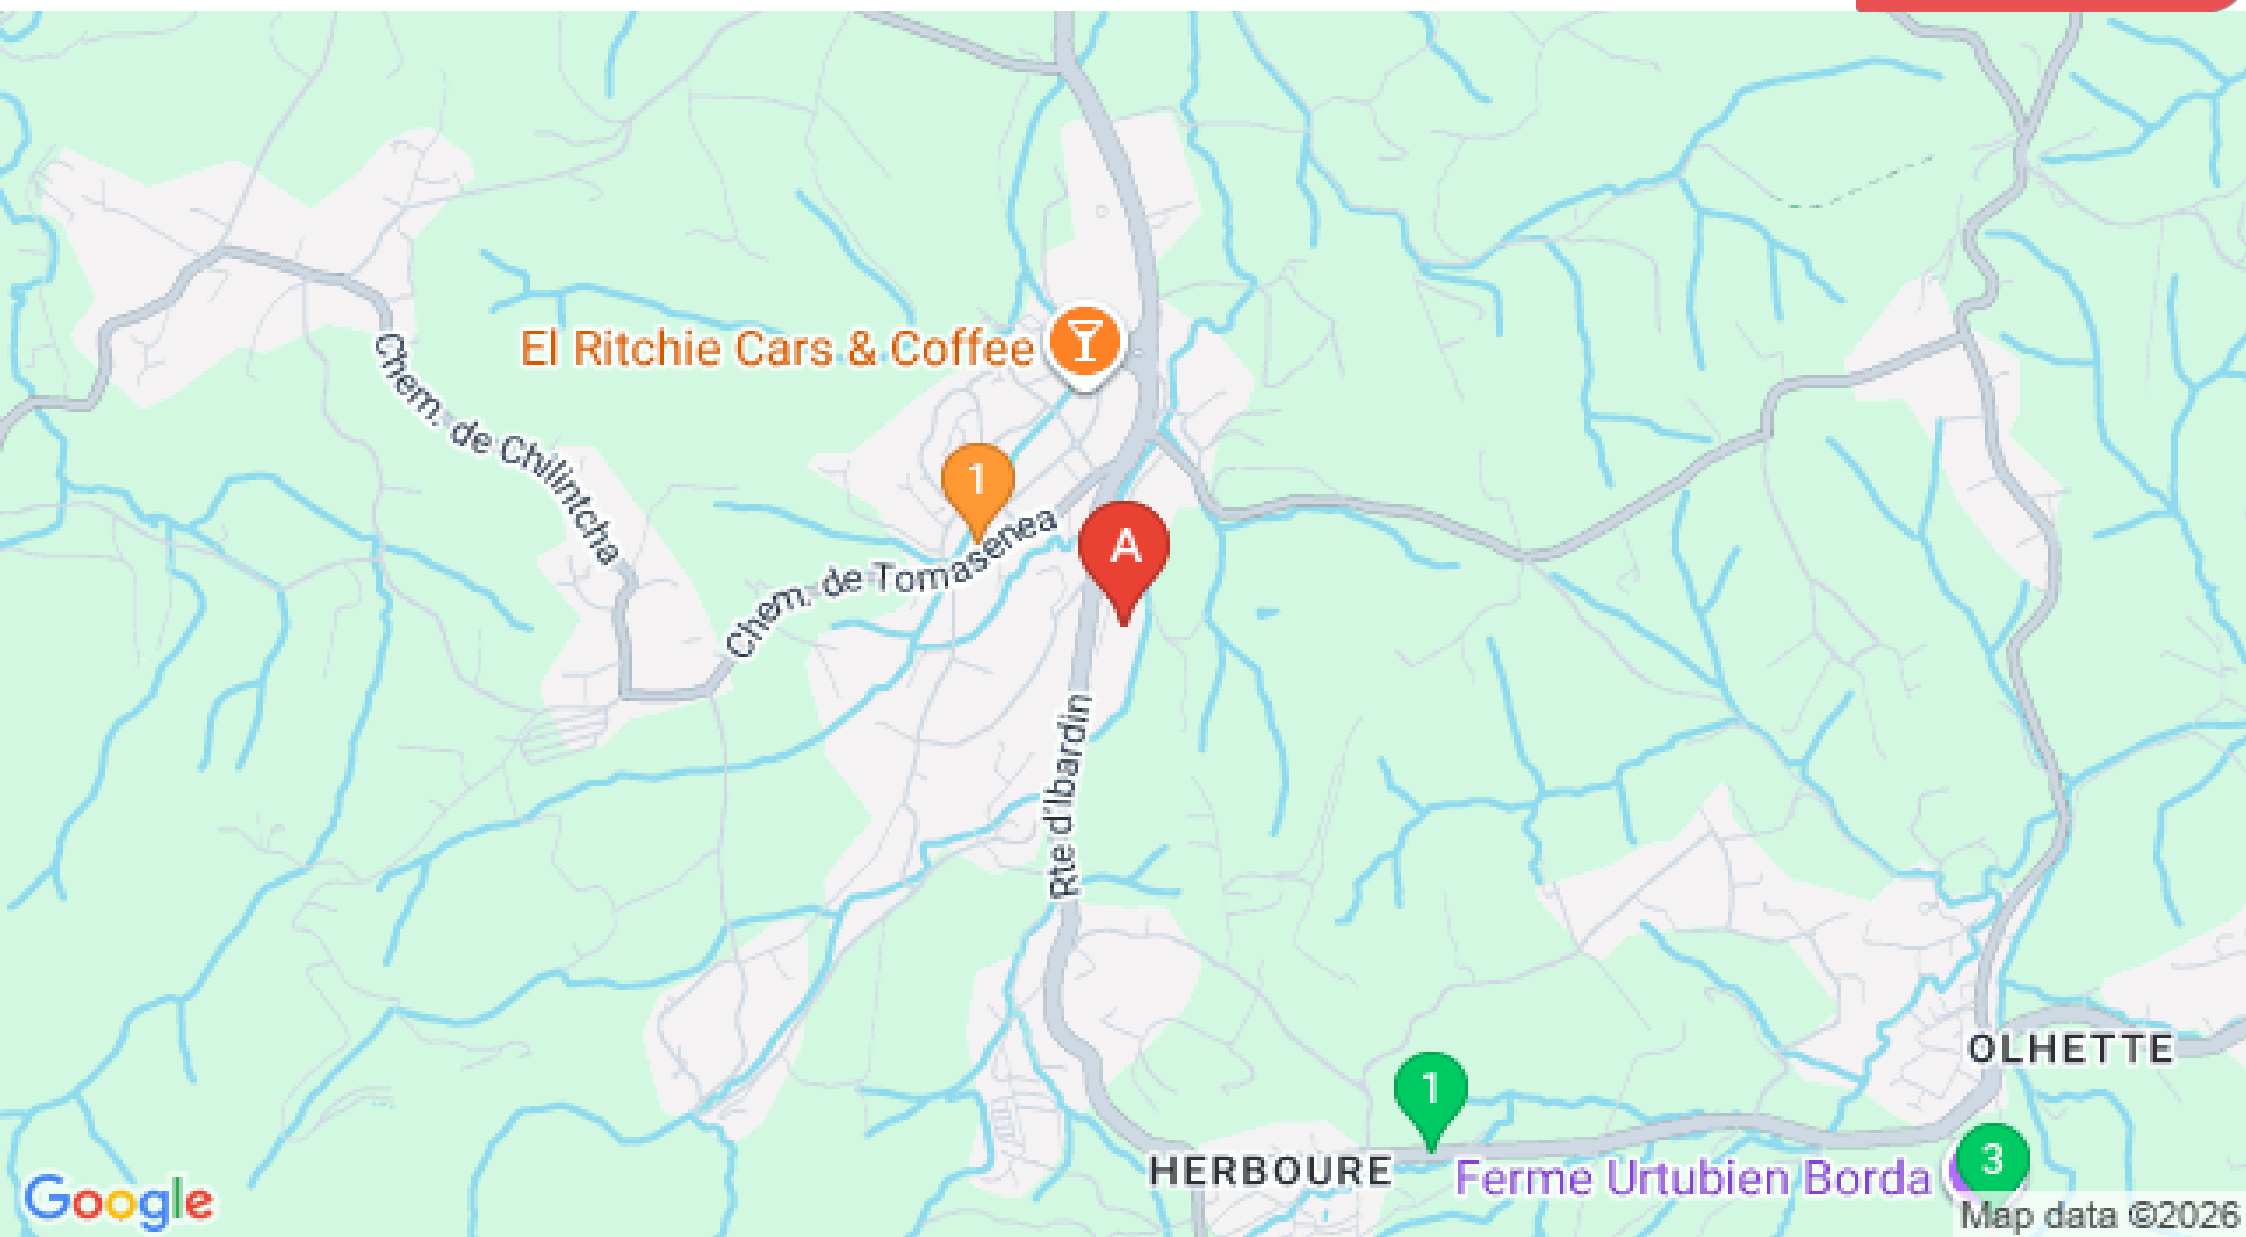 El Ritchie Cars & Coffee
Chem. de Chilintcha
1
Chem. de Tomasenea
A
Rte d'Ibardin
OLHETTE
1
HERBOURE
Ferme Urtubien Borda
3
Google
Map data ©2026